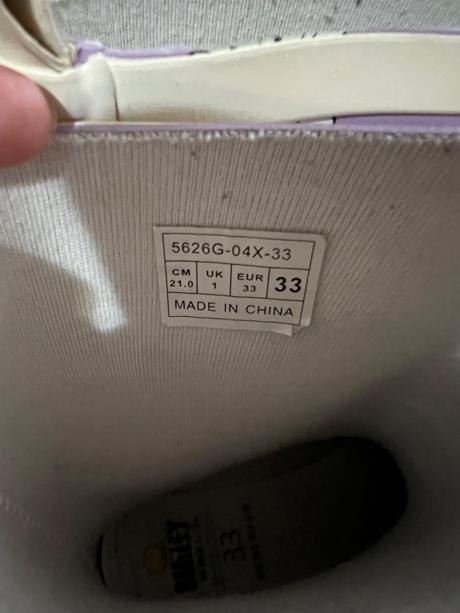 5626G-04X-33
CM UK EUR 33
21.0 1 33
MADE IN CHINA
33